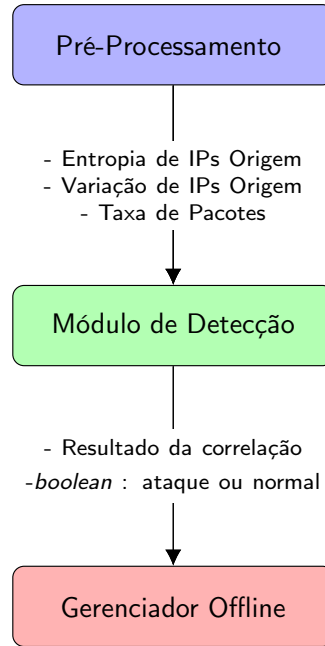 Pré-Processamento
- Entropia de IPs Origem
- Variação de IPs Origem
- Taxa de Pacotes
Módulo de Detecção
- Resultado da correlação
-boolean : ataque ou normal
Gerenciador Offline